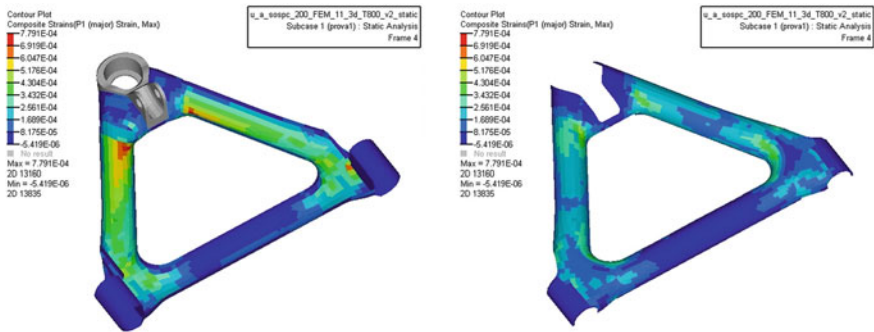 Contour Plot
Composite Strains(P1 (major) Strain, Max)
7.791E-04
6.919E-04
6.047E-04
5.176E-04
4.304E-04
3.432E-04
2.561E-04
1.689E-04
8.175E-05
-5.419E-06
No result
Max = 7.791E-04
2D 13160
Min = -5.419E-06
2D 13835
u_a_sospc_200_FEM_11_3d_T800_v2_static
Subcase 1 (prova1) : Static Analysis
Frame 4
Contour Plot
Composite Strains(P1 (major) Strain, Max)
7.791E-04
6.919E-04
6.047E-04
5.176E-04
4.304E-04
3.432E-04
2.561E-04
1.689E-04
8.175E-05
-5.419E-06
No result
Max = 7.791E-04
2D 13160
Min = -5.419E-06
2D 13835
u_a_sospc_200_FEM_11_3d_T800_v2_static
Subcase 1 (prova1) : Static Analysis
Frame 4